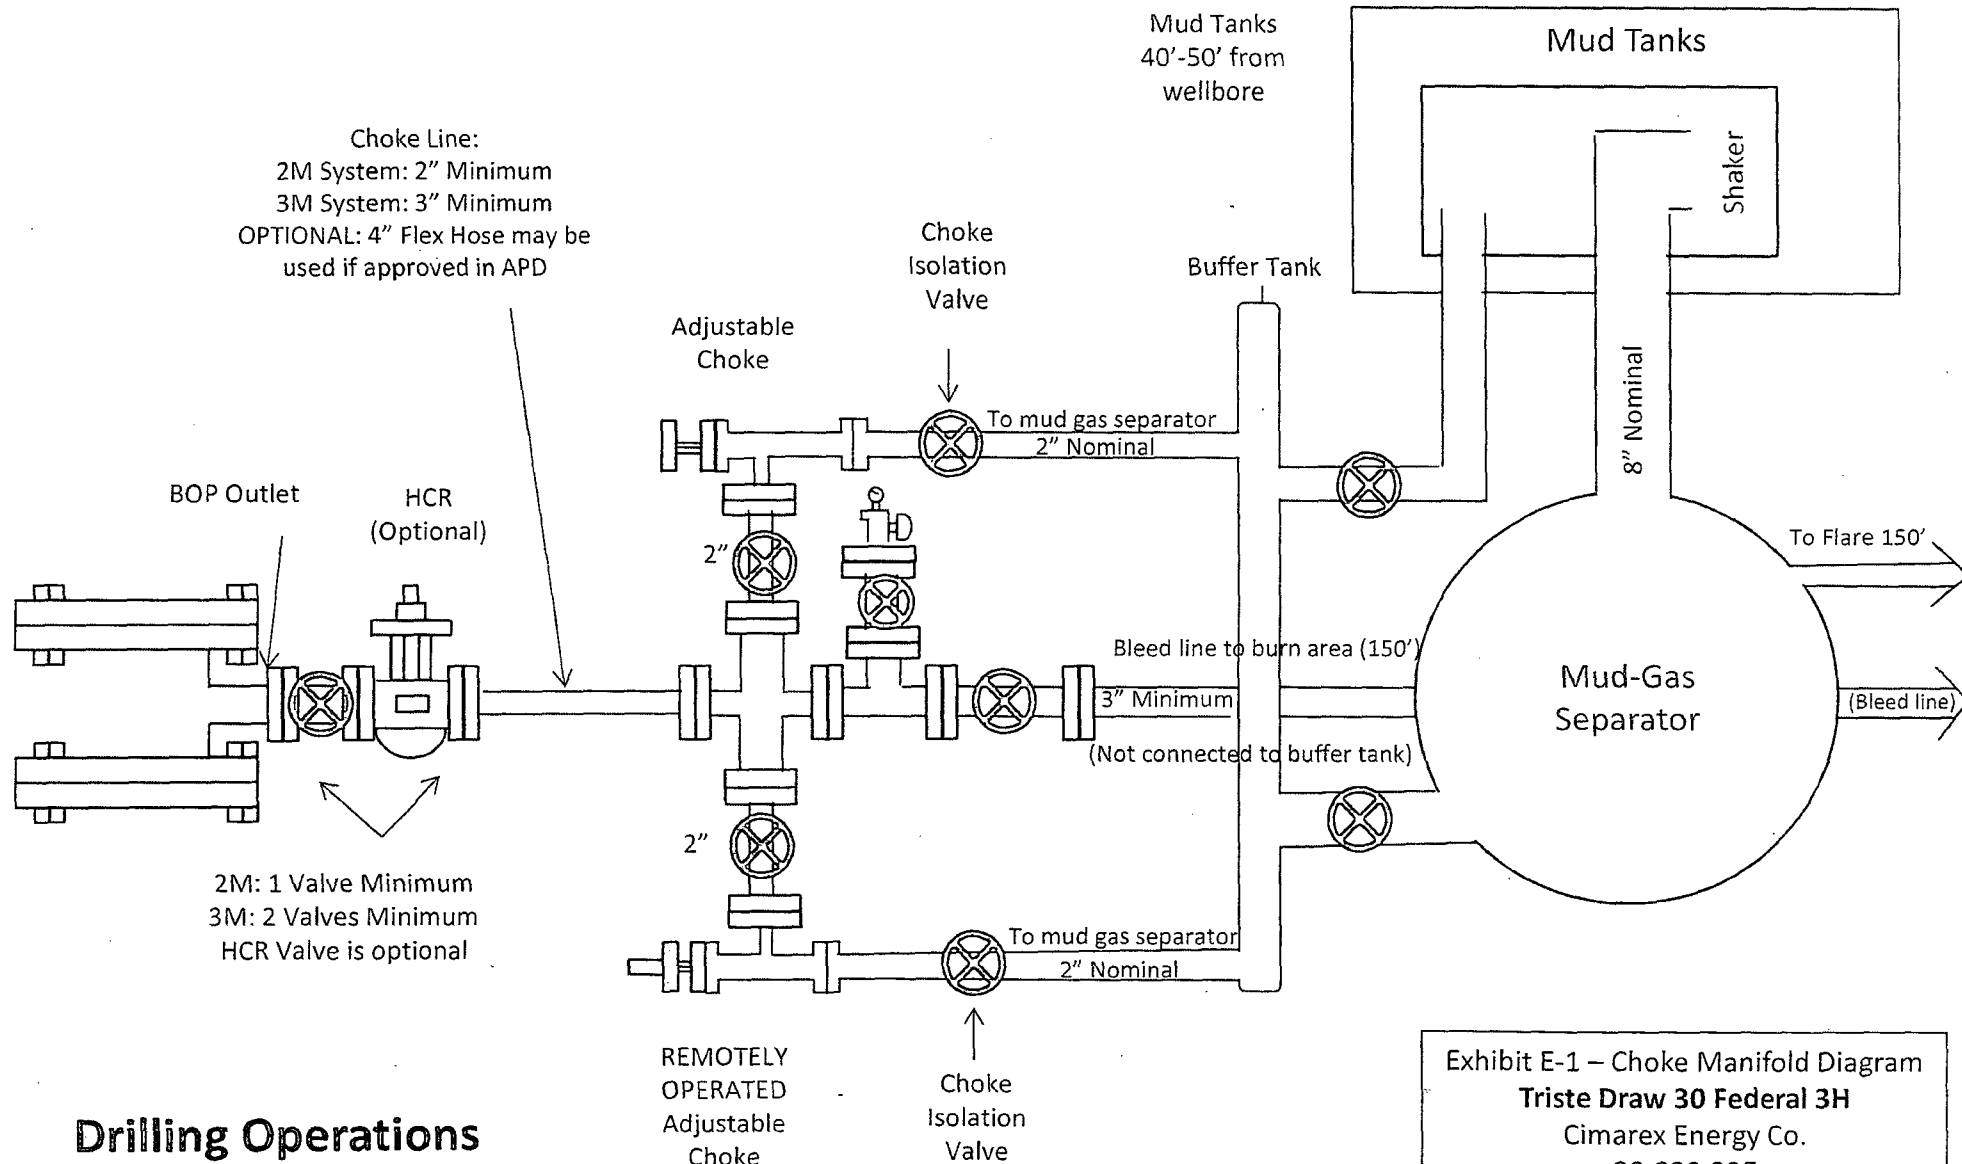 Mud Tanks
40'-50' from
wellbore
Mud Tanks
Shaker
Choke Line:
2M System: 2" Minimum
3M System: 3" Minimum
OPTIONAL: 4" Flex Hose may be
used if approved in APD
Choke
Isolation
Valve
Buffer Tank
Adjustable
Choke
8" Nominal
To mud gas separator
2" Nominal
BOP Outlet
HCR
(Optional)
2"
To Flare 150'
Bleed line to burn area (150')
3" Minimum
(Not connected to buffer tank)
Mud-Gas
Separator
(Bleed line)
2"
2M: 1 Valve Minimum
3M: 2 Valves Minimum
HCR Valve is optional
To mud gas separator
2" Nominal
REMOTELY
OPERATED
Adjustable
Choke
Choke
Isolation
Valve
Drilling Operations
Exhibit E-1 – Choke Manifold Diagram
Triste Draw 30 Federal 3H
Cimarex Energy Co.